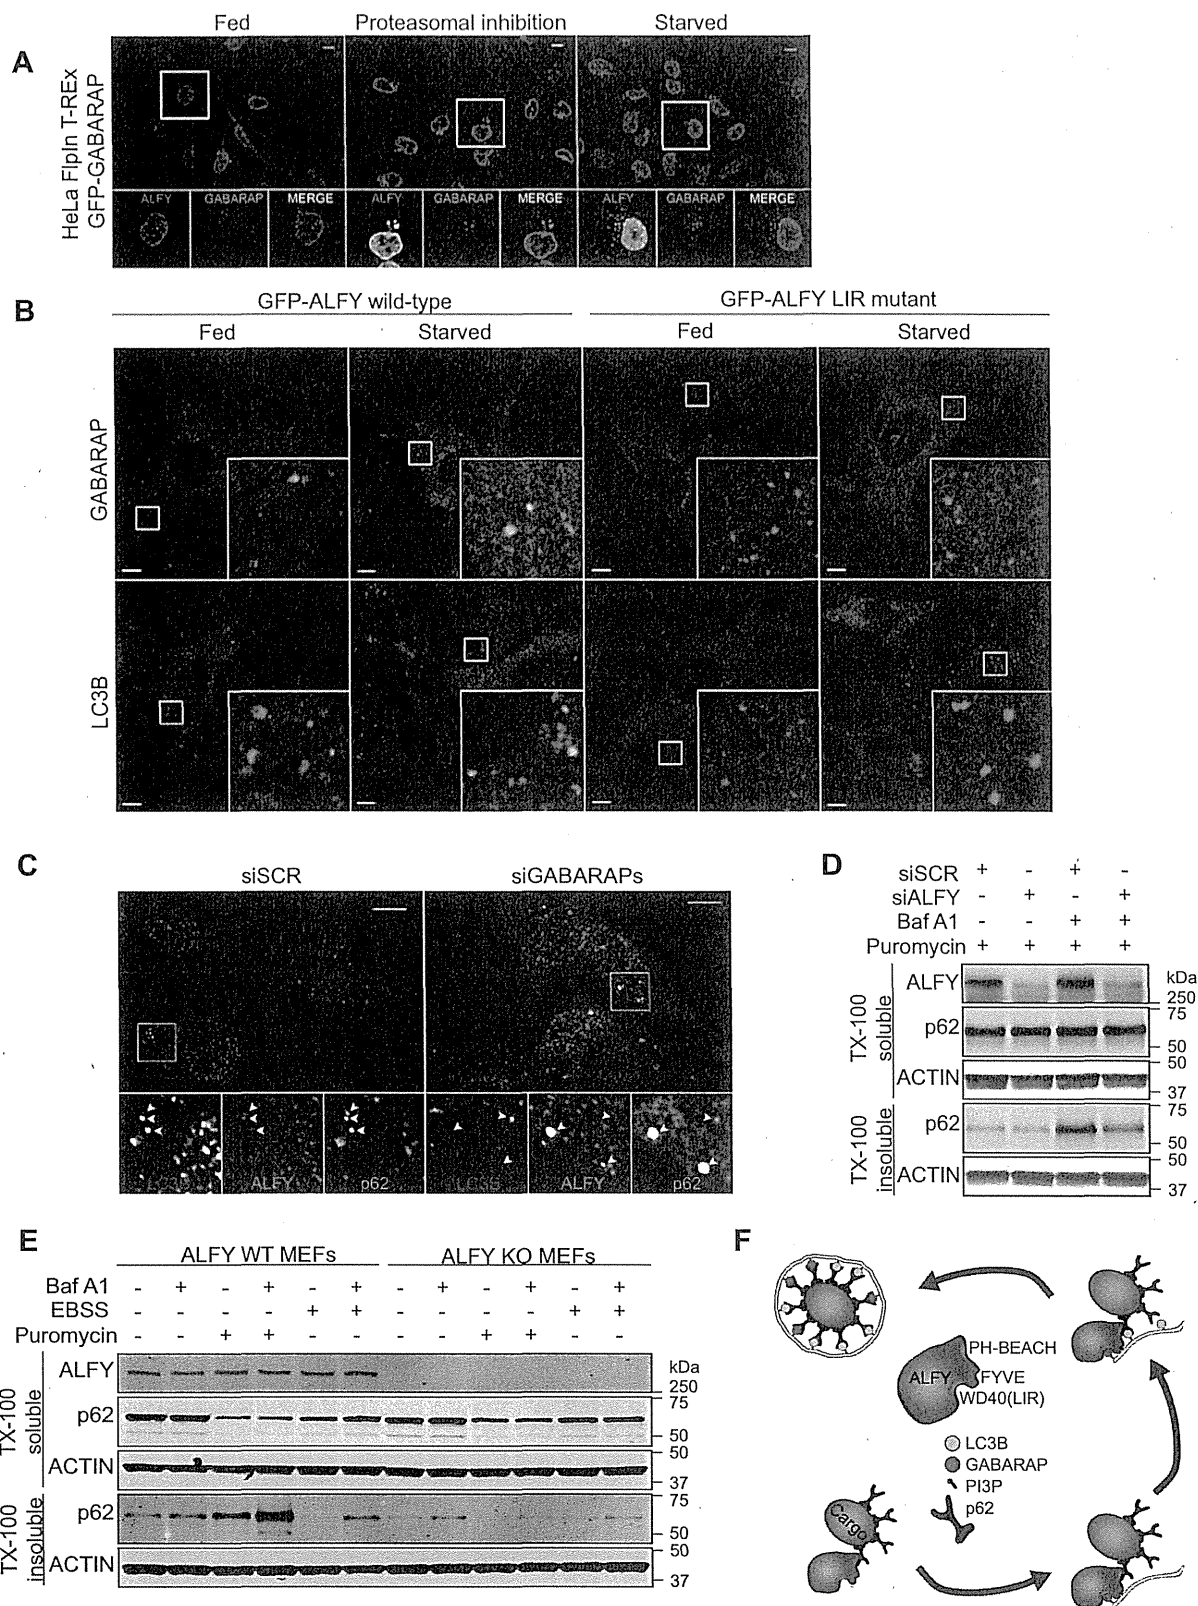 A
Fed Proteasomal inhibition Starved
HeLa FlpIn T-REx
GFP-GABARAP
ALFY GABARAP MERGE ALFY GABARAP MERGE ALFY GABARAP MERGE
B
GFP-ALFY wild-type GFP-ALFY LIR mutant
Fed Starved Fed Starved
GABARAP
LC3B
C
siSCR siGABARAPs
LC3B ALFY p62 LC3B ALFY p62
D
siSCR + - + -
siALFY - + - +
Baf A1 - - + +
Puromycin + + + +
TX-100 soluble
ALFY kDa 250
p62 75 50
ACTIN 50 37
TX-100 insoluble
p62 75 50
ACTIN 50 37
E
ALFY WT MEFs ALFY KO MEFs
Baf A1 - + - + - + - + - + - +
EBSS - - - - + + - - - - + +
Puromycin - - + + - - - - + + - -
TX-100 soluble
ALFY kDa 250
p62 75 50
ACTIN 50 37
TX-100 insoluble
p62 75 50
ACTIN 50 37
F
ALFY
PH-BEACH
FYVE
WD40(LIR)
LC3B
GABARAP
PI3P
p62
Cargo